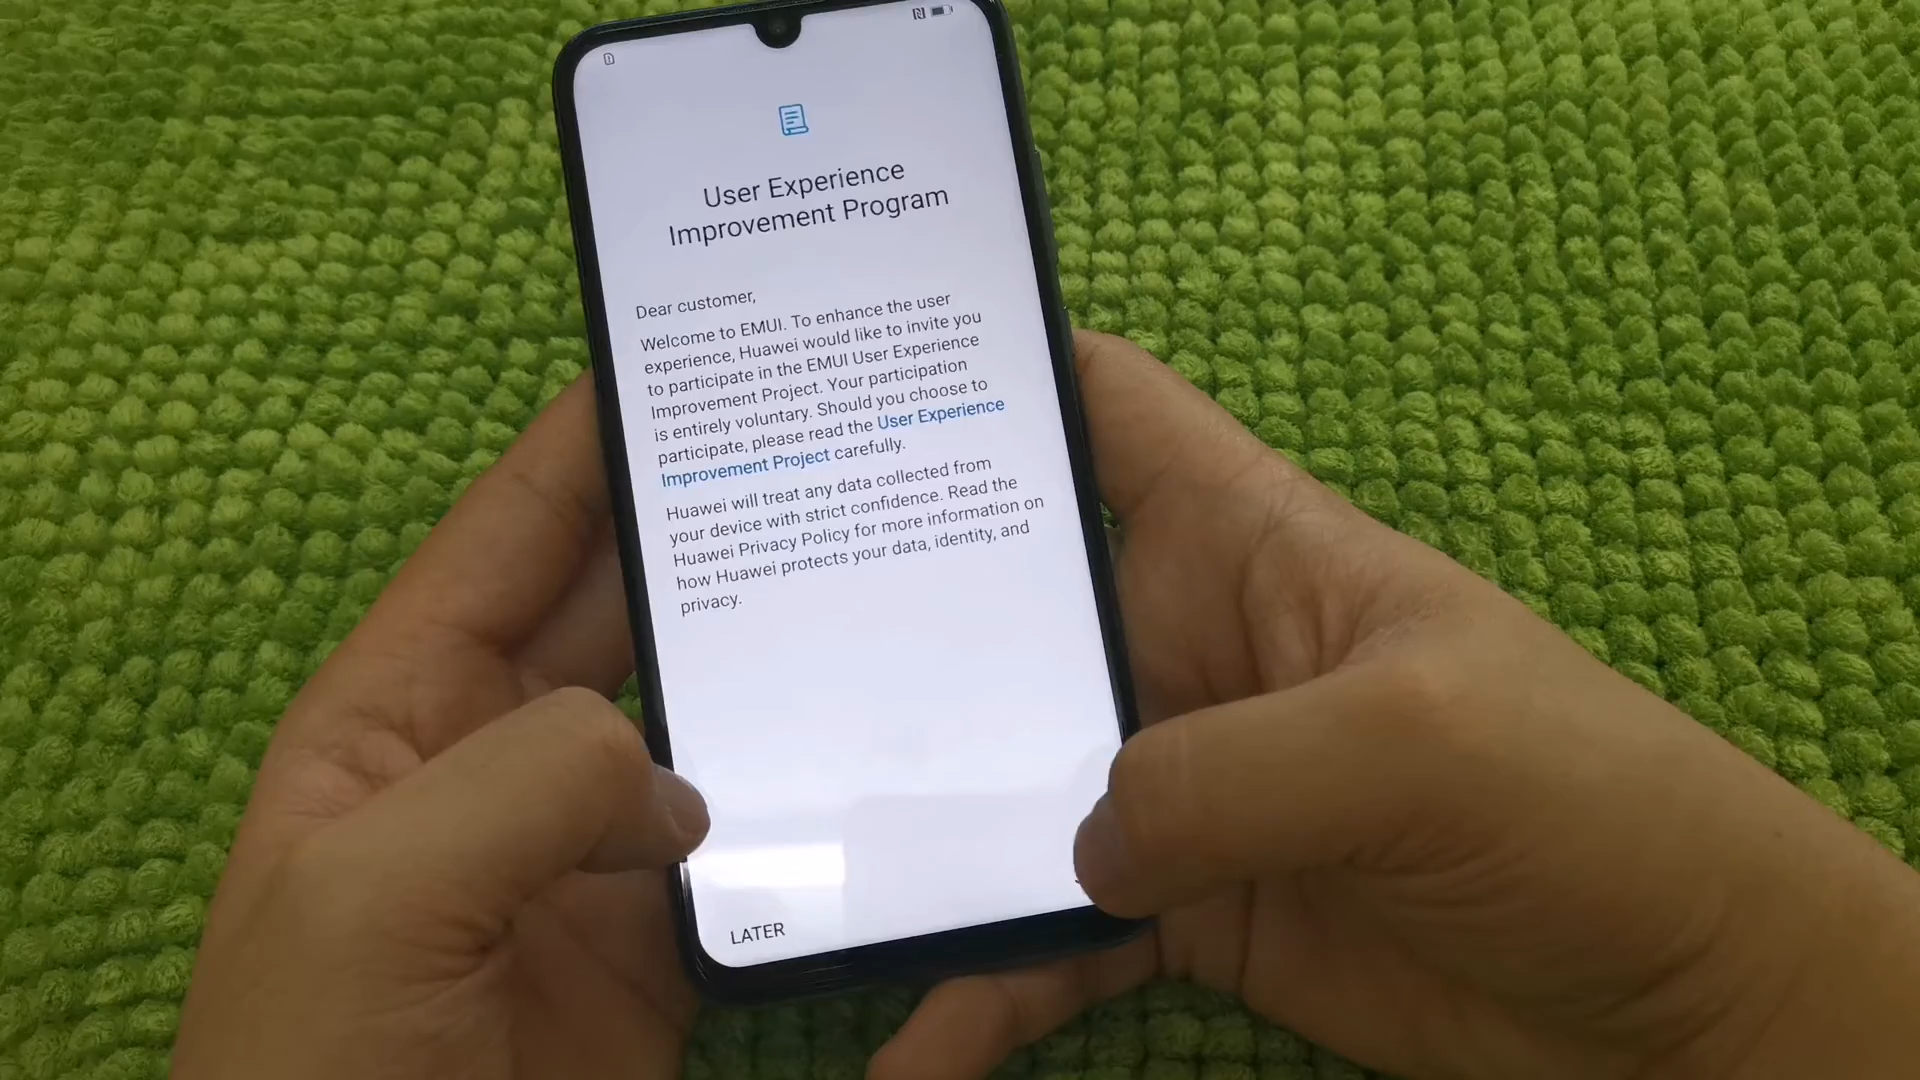 User Experience
Improvement Program
Dear customer,
Welcome to EMUI. To enhance the user
experience, Huawei would like to invite you
to participate in the EMUI User Experience
Improvement Project. Your participation
is entirely voluntary. Should you choose to
participate, please read the User Experience
Improvement Project carefully.
Huawei will treat any data collected from
your device with strict confidence. Read the
Huawei Privacy Policy for more information on
how Huawei protects your data, identity, and
privacy.
LATER